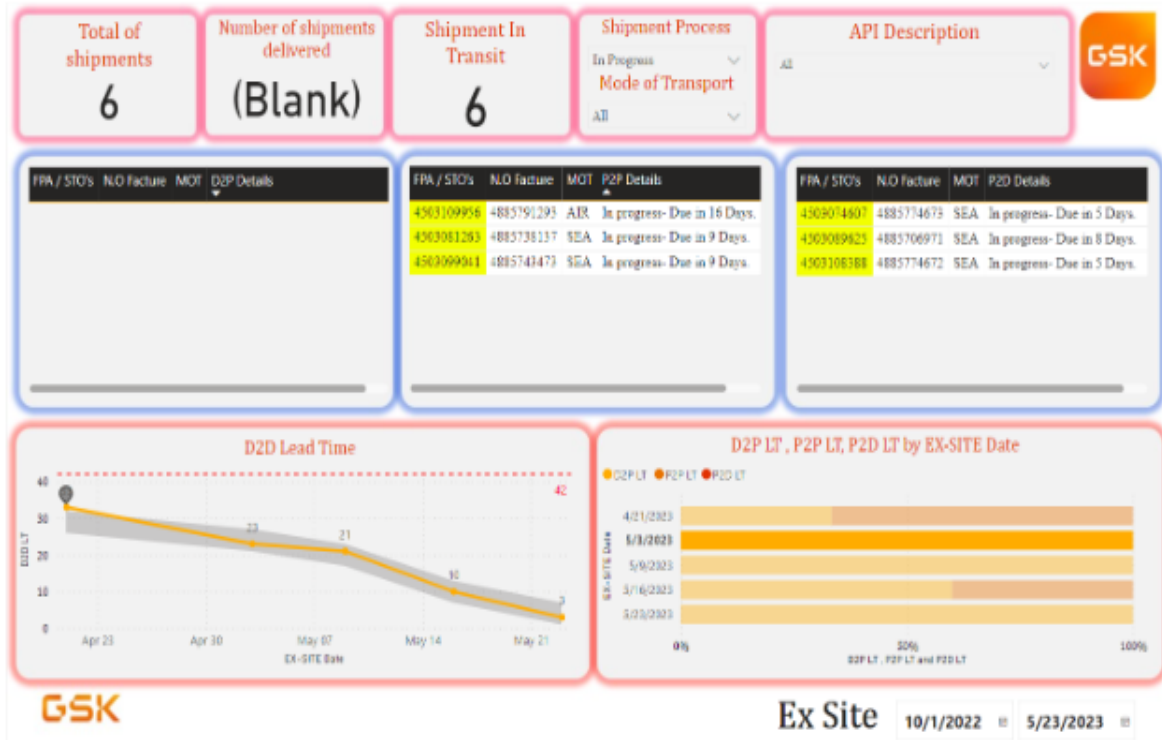 Total of
shipments
6
Number of shipments
delivered
(Blank)
Shipment In
Transit
6
Shipment Process
In Progress
Mode of Transport
All
API Description
All
GSK
FPA / STO's N.O Facture MOT D2P Details
FPA / STO's N.O Facture MOT P2P Details
4503109956 4885791293 AIR In progress- Due in 16 Days.
4503081263 4885738137 SEA In progress- Due in 9 Days.
4503099041 4885743473 SEA In progress- Due in 9 Days.
FPA / STO's N.O Facture MOT P2D Details
4503074607 4885774673 SEA In progress- Due in 5 Days.
4503089625 4885706971 SEA In progress- Due in 8 Days.
4503108388 4885774672 SEA In progress- Due in 5 Days.
D2D Lead Time
40
42
30
23
21
20
10
10
3
0
D2D LT
Apr 23 Apr 30 May 07 May 14 May 21
EX-SITE Date
D2P LT , P2P LT, P2D LT by EX-SITE Date
D2P LT P2P LT P2D LT
EX-SITE Date
4/21/2023
5/3/2023
5/9/2023
5/16/2023
5/23/2023
0% 50% 100%
D2P LT , P2P LT and P2D LT
GSK
Ex Site 10/1/2022 5/23/2023